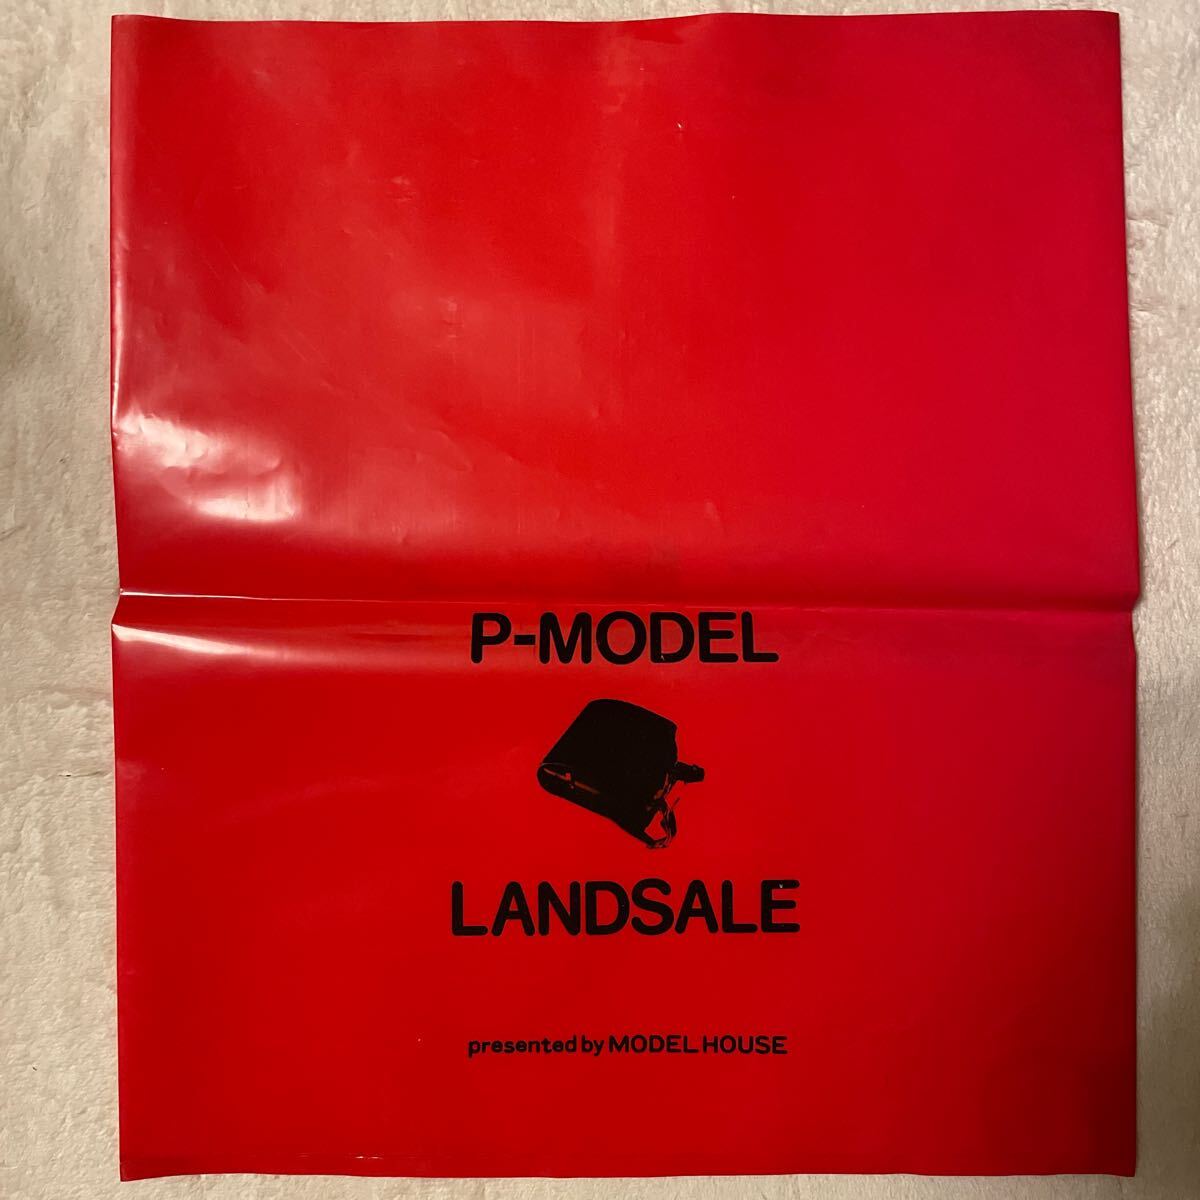 P-MODEL
LANDSALE
presented by MODEL HOUSE